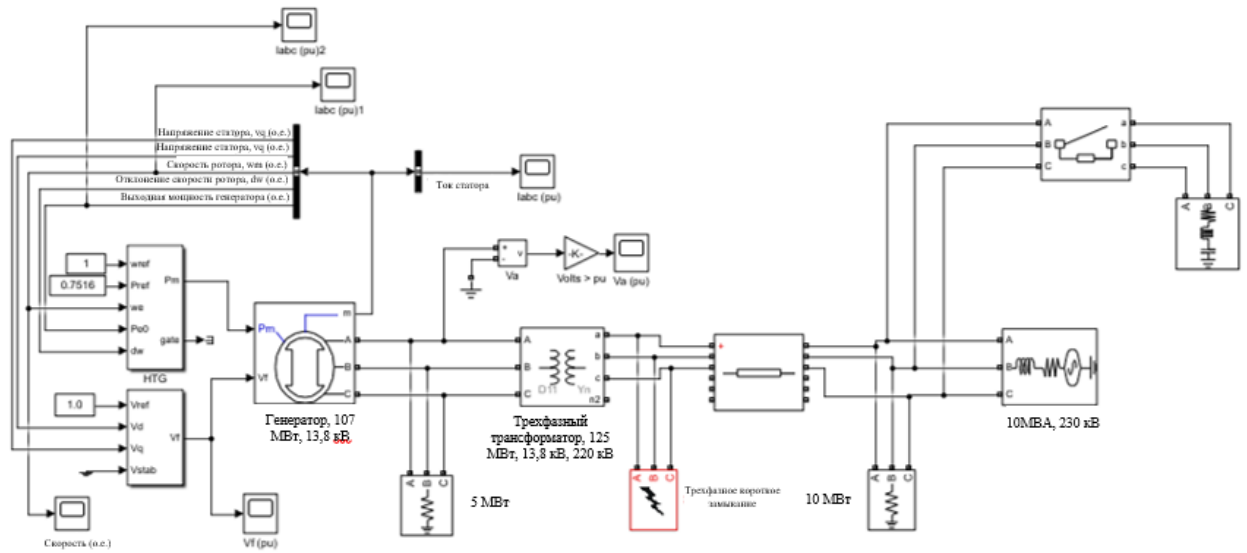 Iabc (pu)2
Iabc (pu)1
Напряжение статора, vq (о.е.)
Напряжение статора, vq (о.е.)
Скорость ротора, wm (о.е.)
Отклонение скорости ротора, dw (о.е.)
Выходная мощность генератора (о.е.)
Ток статора
Iabc (pu)
A
B
C
a
b
c
A
B
C
1
0.7516
wref
Pref
we
Pe0
dw
Pm
gate
HTG
+
-
v
Va
-K-
Volts > pu
Va (pu)
Pm
Vf
m
A
B
C
Генератор, 107
МВт, 13,8 кВ
A
B
C
D11
Yn
a
b
c
n2
Трехфазный
трансформатор, 125
МВт, 13,8 кВ, 220 кВ
A
B
C
10МВА, 230 кВ
1.0
Vref
Vd
Vq
Vstab
Vf
A
B
C
5 МВт
A
B
C
Трехфазное короткое
замыкание
10 МВт
A
B
C
Скорость (о.е.)
Vf (pu)